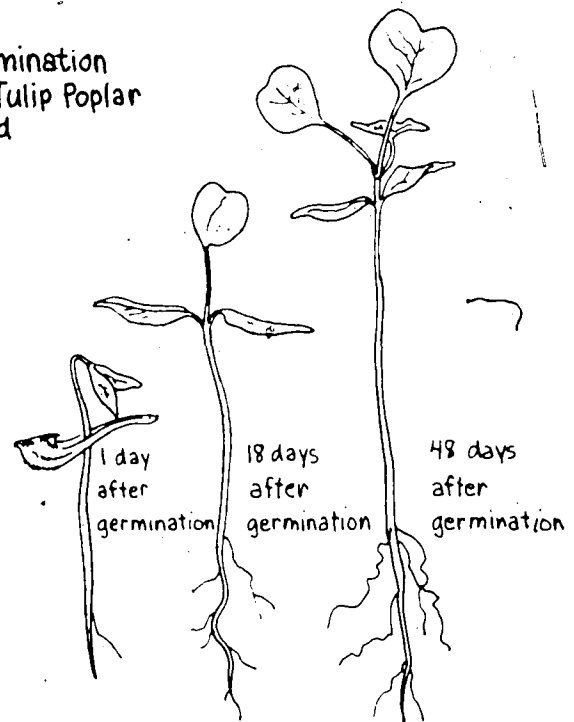 mination
Tulip Poplar
d
1 day
after
germination
18 days
after
germination
48 days
after
germination